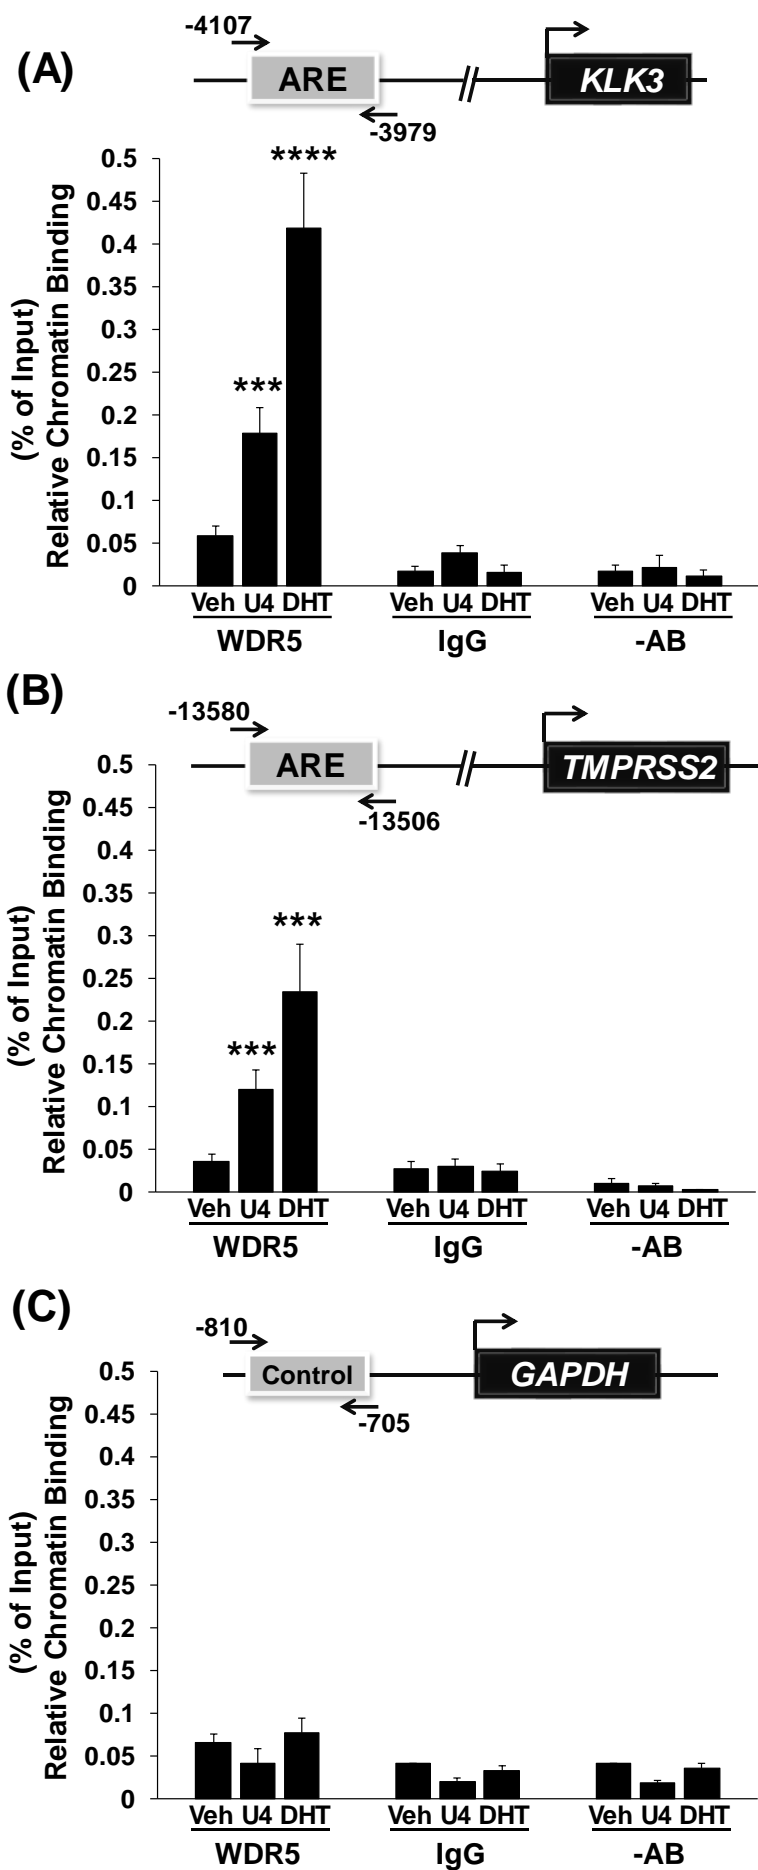 (A)
-4107
ARE
KLK3
-3979
(% of Input)
Relative Chromatin Binding
0.5
0.45
0.4
0.35
0.3
0.25
0.2
0.15
0.1
0.05
0
***
****
Veh U4 DHT
Veh U4 DHT
Veh U4 DHT
WDR5
IgG
-AB
(B)
-13580
ARE
TMPRSS2
-13506
(% of Input)
Relative Chromatin Binding
0.5
0.45
0.4
0.35
0.3
0.25
0.2
0.15
0.1
0.05
0
***
***
Veh U4 DHT
Veh U4 DHT
Veh U4 DHT
WDR5
IgG
-AB
(C)
-810
Control
GAPDH
-705
(% of Input)
Relative Chromatin Binding
0.5
0.45
0.4
0.35
0.3
0.25
0.2
0.15
0.1
0.05
0
Veh U4 DHT
Veh U4 DHT
Veh U4 DHT
WDR5
IgG
-AB